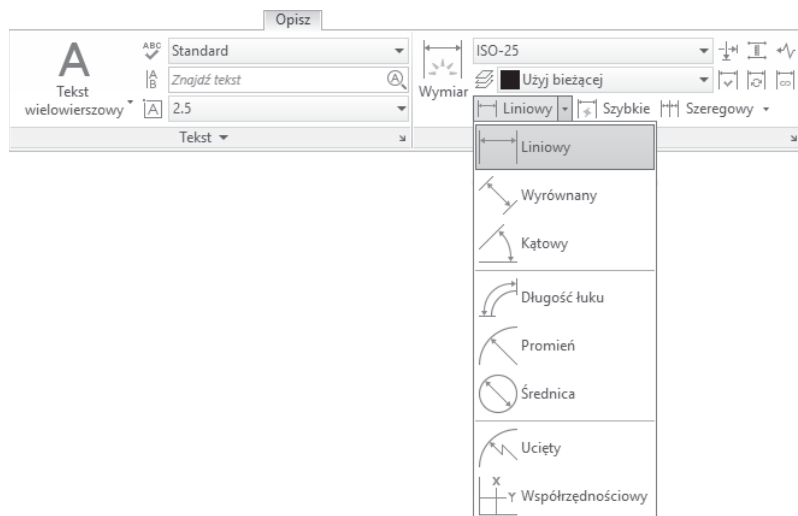 Opisz
ABC
Standard
A
B
Znajdź tekst
A
A
Tekst
wielowierszowy
A
2.5
Tekst
Wymiar
ISO-25
Użyj bieżącej
Liniowy
Szybkie
Szeregowy
Liniowy
Wyrównany
Kątowy
Długość łuku
Promień
Średnica
Ucięty
X
Y
Współrzędnościowy